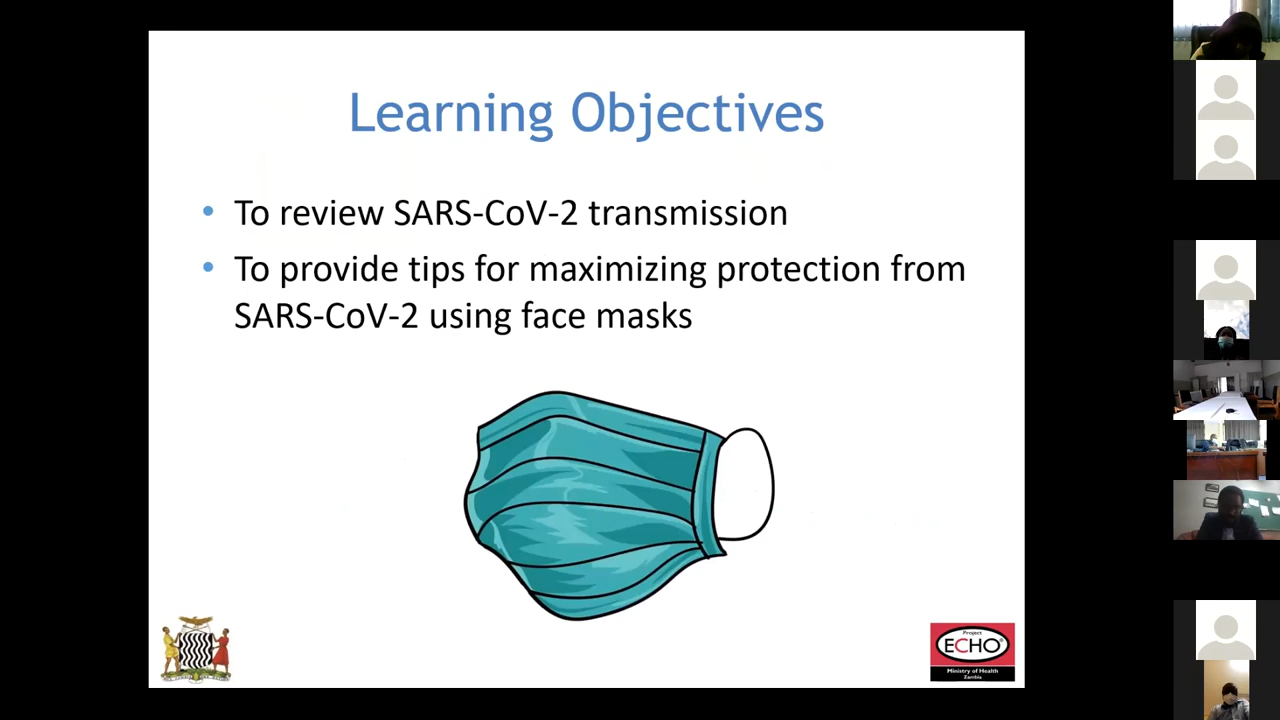 Learning Objectives
• To review SARS-CoV-2 transmission
• To provide tips for maximizing protection from
SARS-CoV-2 using face masks
Project
ECHO®
Ministry of Health
Zambia